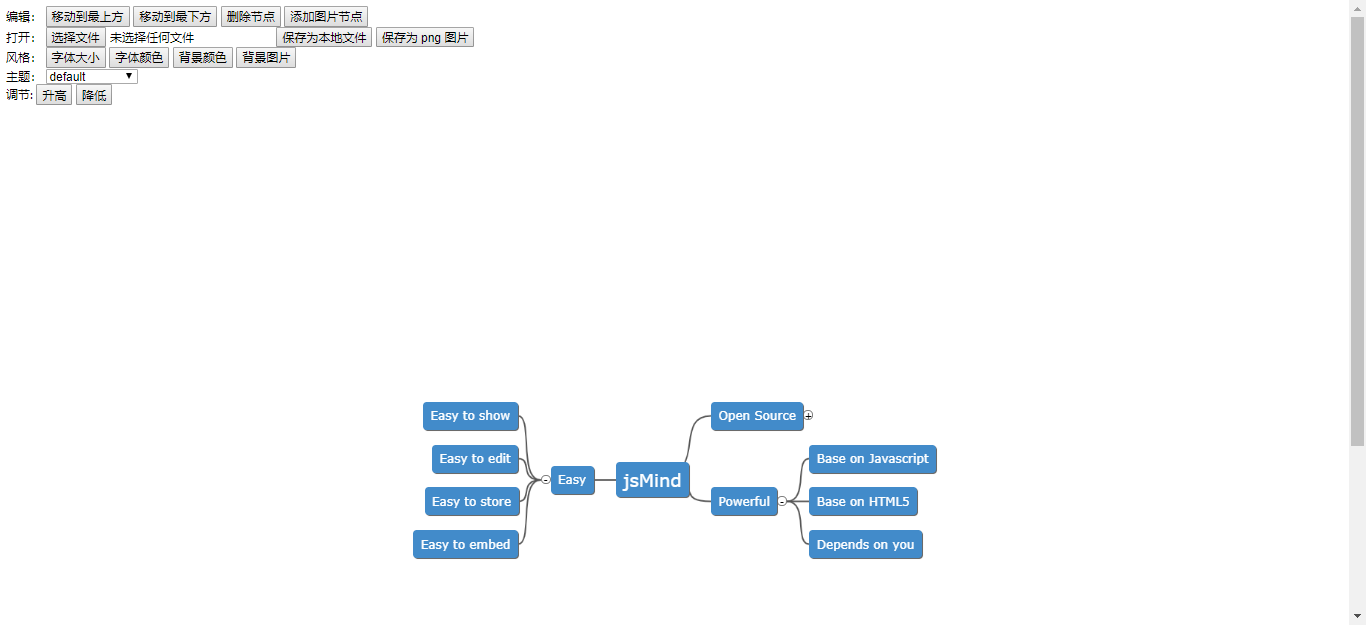 编辑： 移动到最上方 移动到最下方 删除节点 添加图片节点
打开： 选择文件 未选择任何文件 保存为本地文件 保存为 png 图片
风格： 字体大小 字体颜色 背景颜色 背景图片
主题： default
调节: 升高 降低
Easy to show
Easy to edit
Easy to store
Easy to embed
Easy
jsMind
Open Source
Powerful
Base on Javascript
Base on HTML5
Depends on you